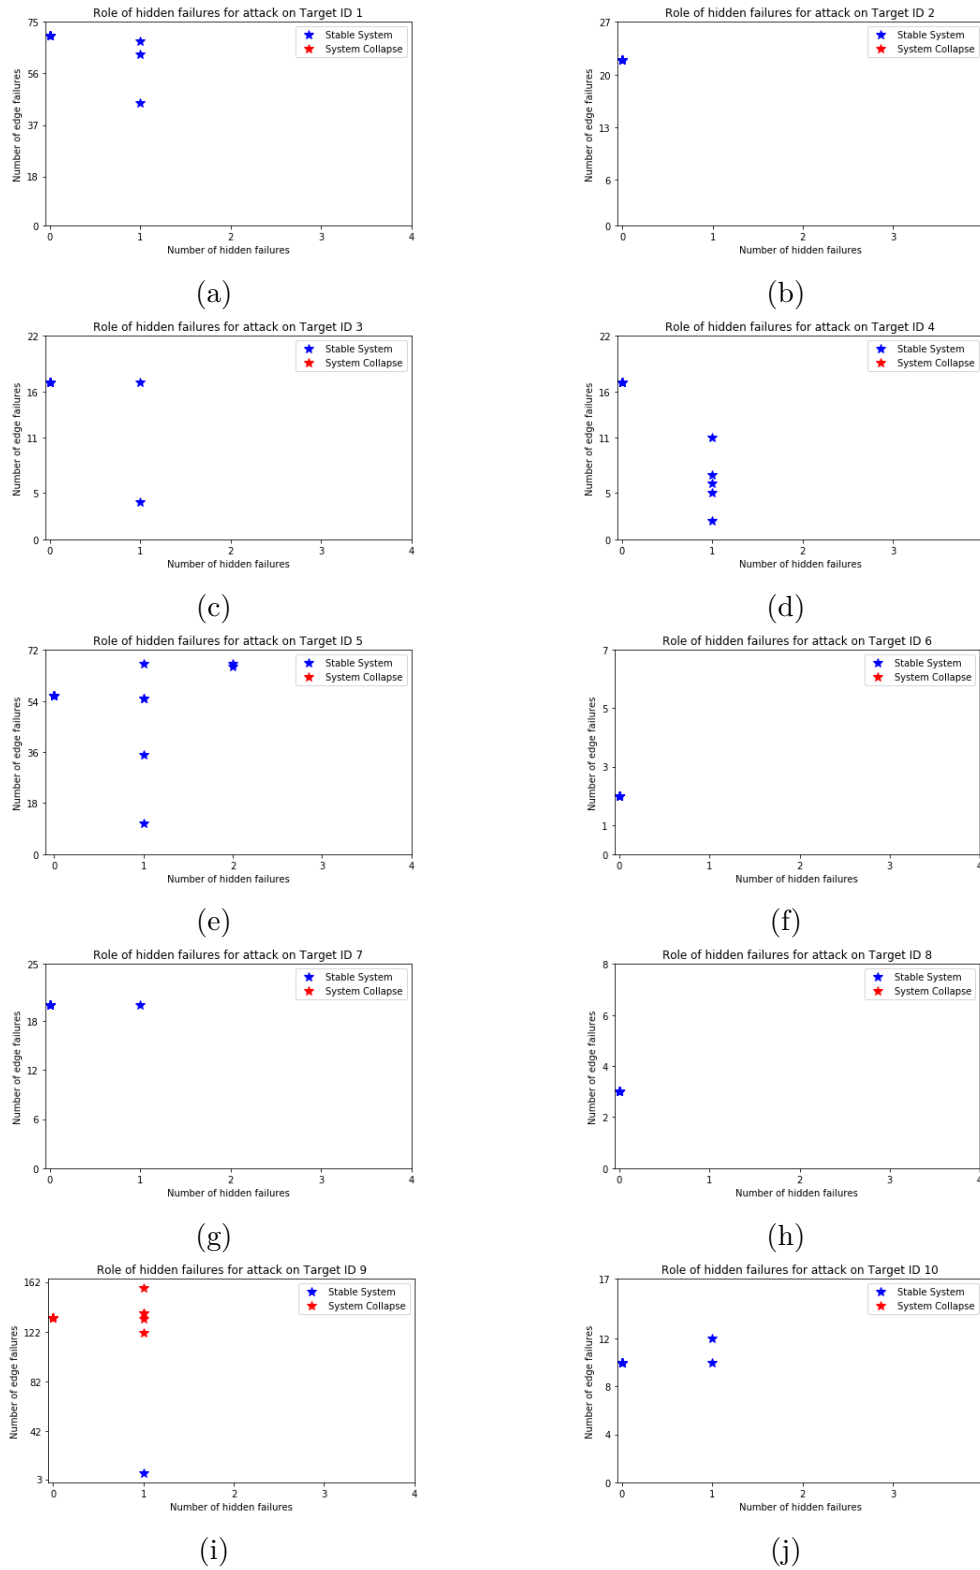 Role of hidden failures for attack on Target ID 1
75
56
37
18
0
Number of edge failures
Stable System
System Collapse
0 1 2 3 4
Number of hidden failures
(a)
Role of hidden failures for attack on Target ID 2
27
20
13
6
0
Number of edge failures
Stable System
System Collapse
0 1 2 3
Number of hidden failures
(b)
Role of hidden failures for attack on Target ID 3
22
16
11
5
0
Number of edge failures
Stable System
System Collapse
0 1 2 3 4
Number of hidden failures
(c)
Role of hidden failures for attack on Target ID 4
22
16
11
5
0
Number of edge failures
Stable System
System Collapse
0 1 2 3
Number of hidden failures
(d)
Role of hidden failures for attack on Target ID 5
72
54
36
18
0
Number of edge failures
Stable System
System Collapse
0 1 2 3 4
Number of hidden failures
(e)
Role of hidden failures for attack on Target ID 6
7
5
3
1
0
Number of edge failures
Stable System
System Collapse
0 1 2 3 4
Number of hidden failures
(f)
Role of hidden failures for attack on Target ID 7
25
18
12
6
0
Number of edge failures
Stable System
System Collapse
0 1 2 3 4
Number of hidden failures
(g)
Role of hidden failures for attack on Target ID 8
8
6
4
2
0
Number of edge failures
Stable System
System Collapse
0 1 2 3 4
Number of hidden failures
(h)
Role of hidden failures for attack on Target ID 9
162
122
82
42
3
Number of edge failures
Stable System
System Collapse
0 1 2 3 4
Number of hidden failures
(i)
Role of hidden failures for attack on Target ID 10
17
12
8
4
0
Number of edge failures
Stable System
System Collapse
0 1 2 3
Number of hidden failures
(j)